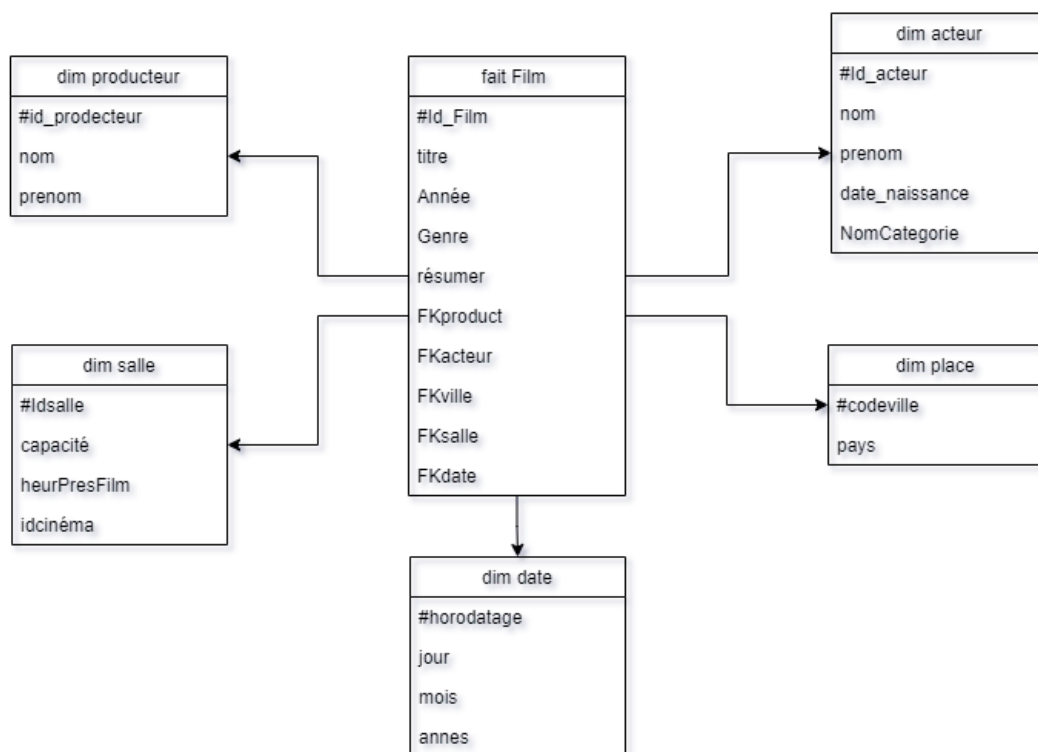 dim producteur
#id_prodecteur
nom
prenom
fait Film
#Id_Film
titre
Année
Genre
résumer
FKproduct
FKacteur
FKville
FKsalle
FKdate
dim acteur
#Id_acteur
nom
prenom
date_naissance
NomCategorie
dim salle
#Idsalle
capacité
heurPresFilm
idcinéma
dim place
#codeville
pays
dim date
#horodatage
jour
mois
annes